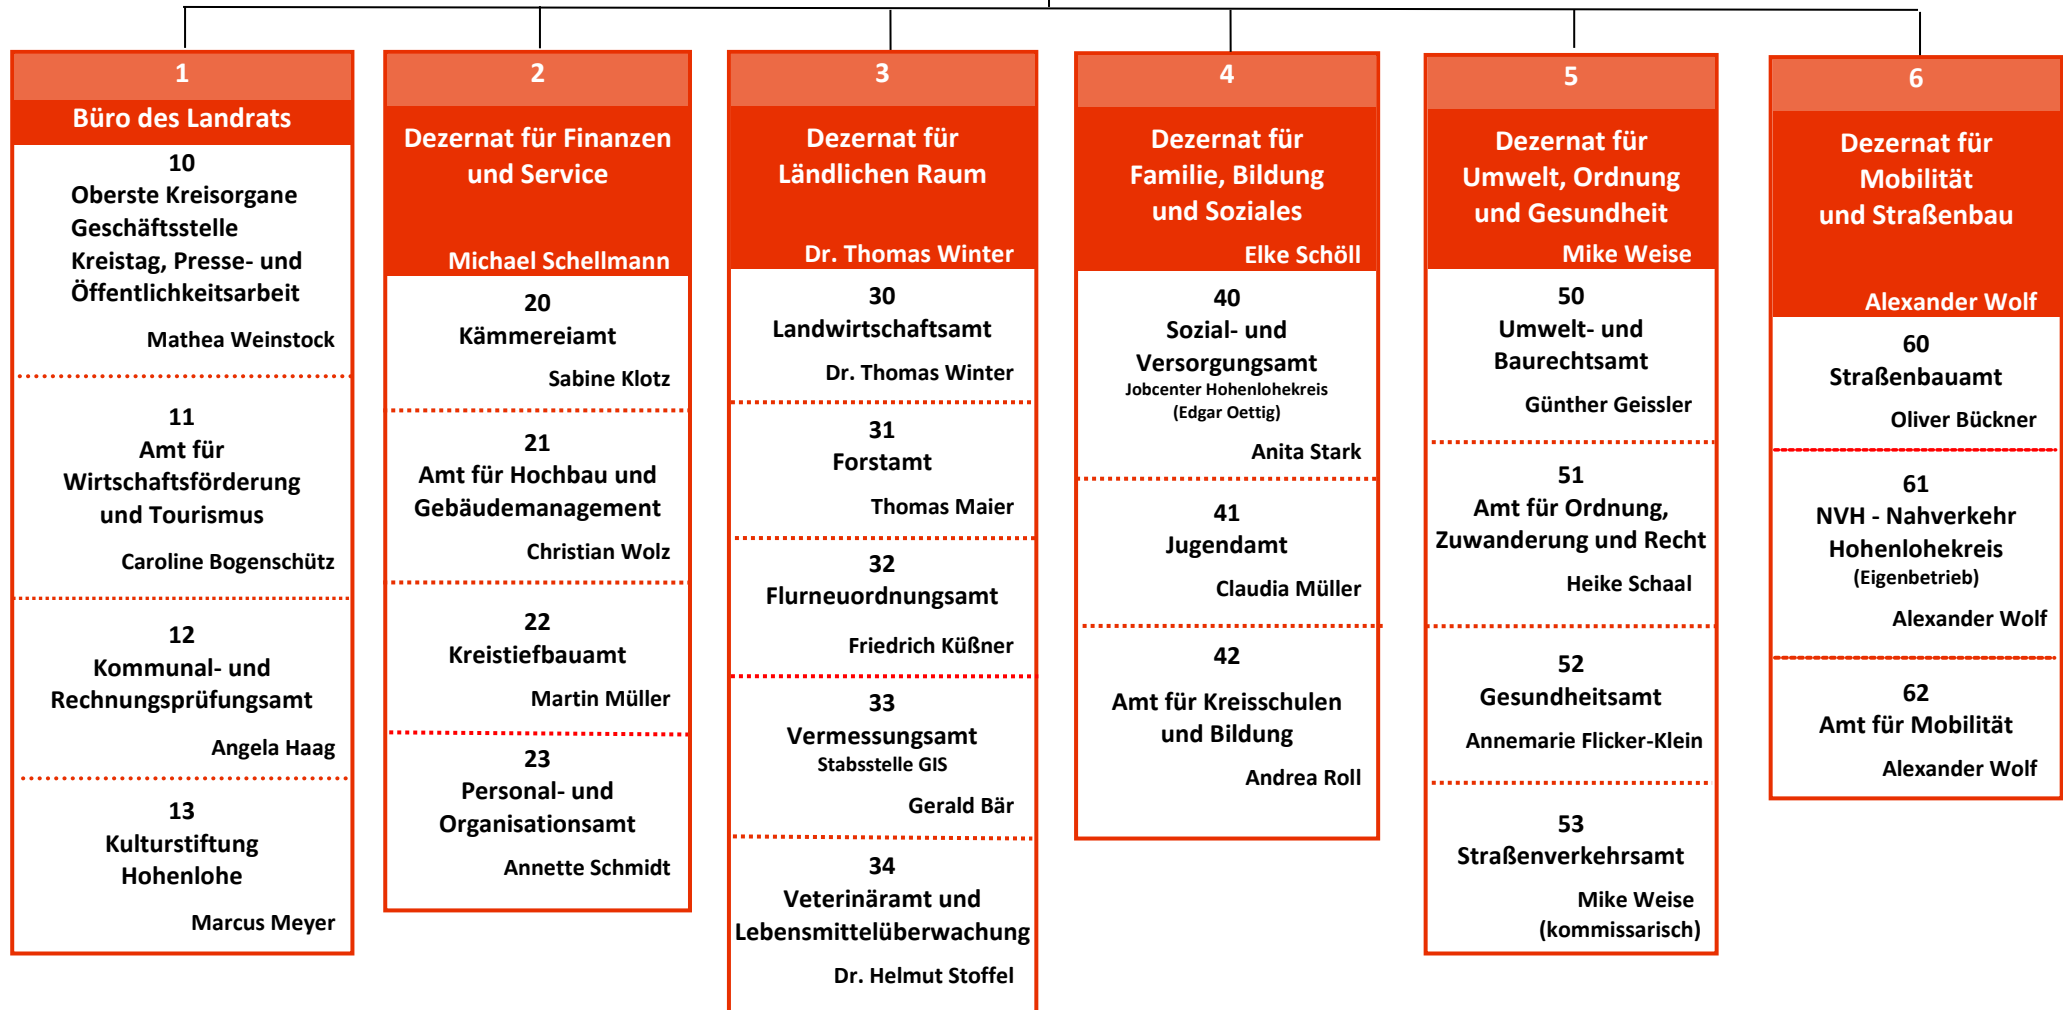 1
Büro des Landrats
10
Oberste Kreisorgane
Geschäftsstelle
Kreistag, Presse- und
Öffentlichkeitsarbeit
Mathea Weinstock
11
Amt für
Wirtschaftsförderung
und Tourismus
Caroline Bogenschütz
12
Kommunal- und
Rechnungsprüfungsamt
Angela Haag
13
Kulturstiftung
Hohenlohe
Marcus Meyer
2
Dezernat für Finanzen
und Service
Michael Schellmann
20
Kämmereiamt
Sabine Klotz
21
Amt für Hochbau und
Gebäudemanagement
Christian Wolz
22
Kreistiefbauamt
Martin Müller
23
Personal- und
Organisationsamt
Annette Schmidt
3
Dezernat für
Ländlichen Raum
Dr. Thomas Winter
30
Landwirtschaftsamt
Dr. Thomas Winter
31
Forstamt
Thomas Maier
32
Flurneuordnungsamt
Friedrich Küßner
33
Vermessungsamt
Stabsstelle GIS
Gerald Bär
34
Veterinäramt und
Lebensmittelüberwachung
Dr. Helmut Stoffel
4
Dezernat für
Familie, Bildung
und Soziales
Elke Schöll
40
Sozial- und
Versorgungsamt
Jobcenter Hohenlohekreis
(Edgar Oettig)
Anita Stark
41
Jugendamt
Claudia Müller
42
Amt für Kreisschulen
und Bildung
Andrea Roll
5
Dezernat für
Umwelt, Ordnung
und Gesundheit
Mike Weise
50
Umwelt- und
Baurechtsamt
Günther Geissler
51
Amt für Ordnung,
Zuwanderung und Recht
Heike Schaal
52
Gesundheitsamt
Annemarie Flicker-Klein
53
Straßenverkehrsamt
Mike Weise
(kommissarisch)
6
Dezernat für
Mobilität
und Straßenbau
Alexander Wolf
60
Straßenbauamt
Oliver Bückner
61
NVH - Nahverkehr
Hohenlohekreis
(Eigenbetrieb)
Alexander Wolf
62
Amt für Mobilität
Alexander Wolf